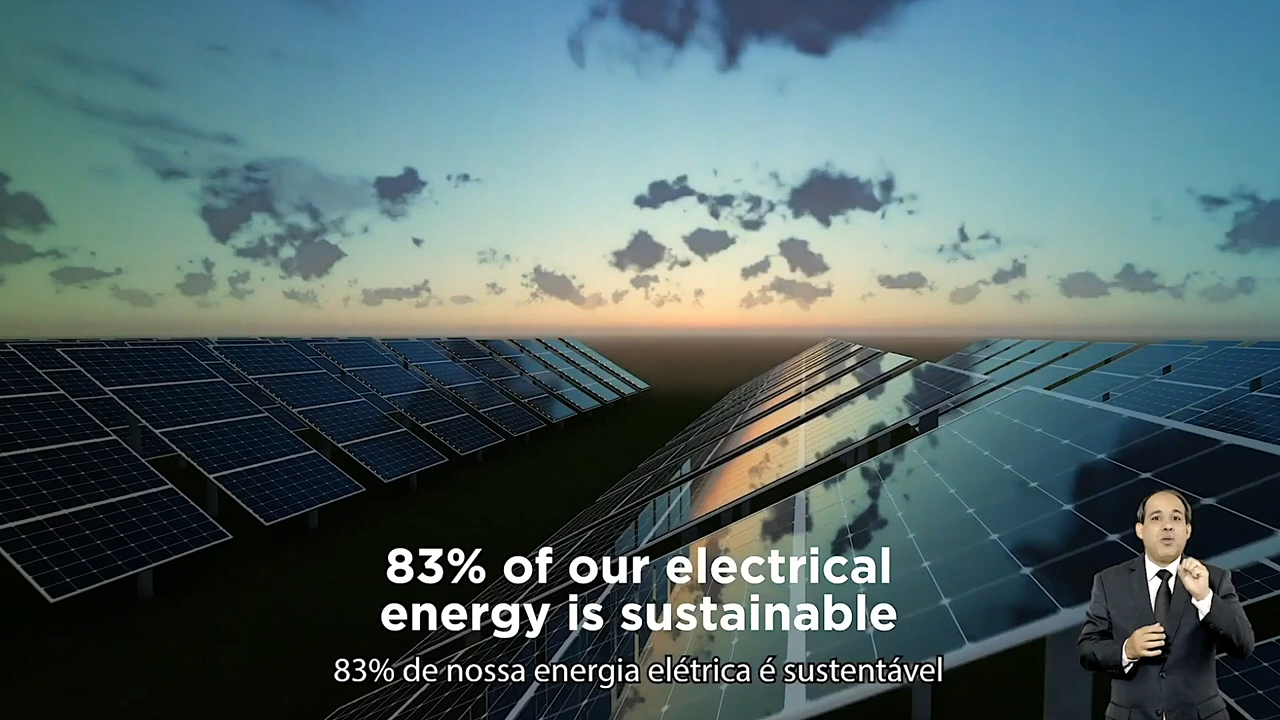 83% of our electrical
energy is sustainable
83% de nossa energia elétrica é sustentável